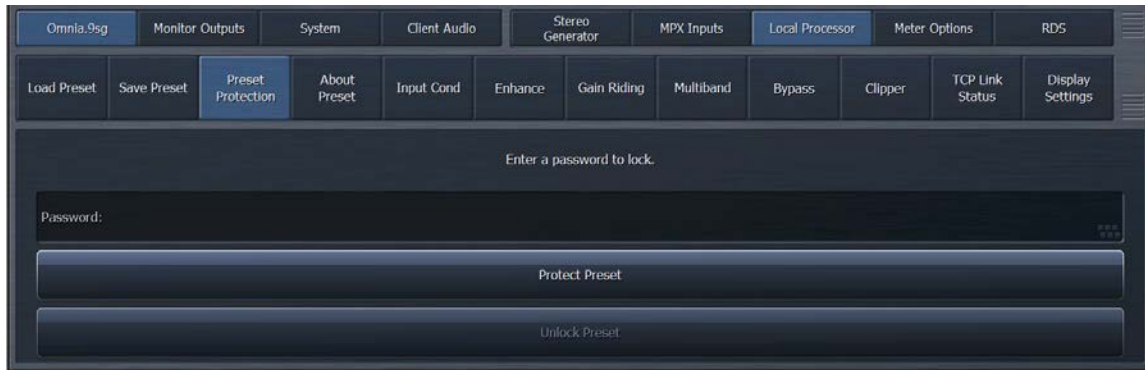 Omnia.9sg Monitor Outputs System Client Audio Stereo Generator MPX Inputs Local Processor Meter Options RDS
Load Preset Save Preset Preset Protection About Preset Input Cond Enhance Gain Riding Multiband Bypass Clipper TCP Link Status Display Settings
Enter a password to lock.
Password:
Protect Preset
Unlock Preset